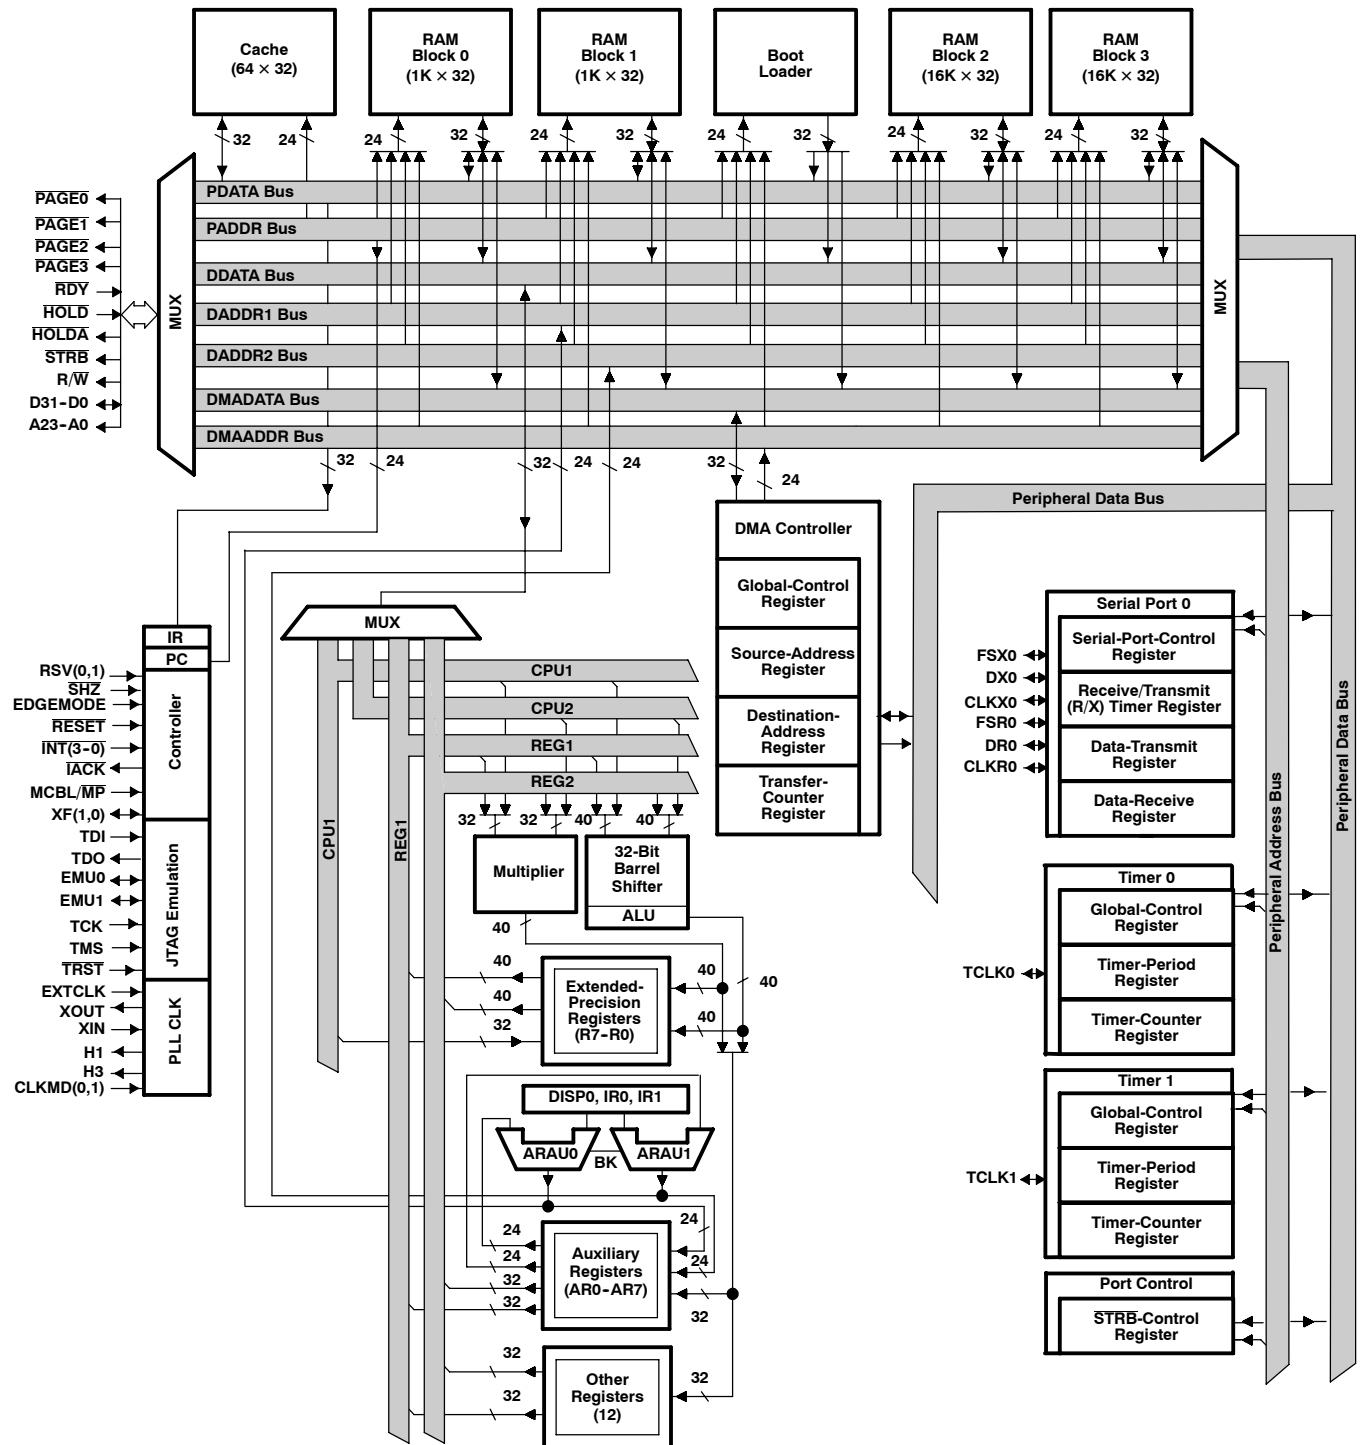 Cache
(64 × 32)
RAM
Block 0
(1K × 32)
RAM
Block 1
(1K × 32)
Boot
Loader
RAM
Block 2
(16K × 32)
RAM
Block 3
(16K × 32)
32
24
24
32
24
32
24
32
24
32
24
32
PDATA Bus
PADDR Bus
DDATA Bus
DADDR1 Bus
DADDR2 Bus
DMADATA Bus
DMAADDR Bus
MUX
MUX
PAGE0
PAGE1
PAGE2
PAGE3
RDY
HOLD
HOLDA
STRB
R/W
D31-D0
A23-A0
32
24
32
24
24
32
24
Peripheral Data Bus
DMA Controller
Global-Control
Register
Source-Address
Register
Destination-
Address
Register
Transfer-
Counter
Register
IR
PC
Controller
JTAG Emulation
PLL CLK
RSV(0,1)
SHZ
EDGEMODE
RESET
INT(3-0)
IACK
MCBL/MP
XF(1,0)
TDI
TDO
EMU0
EMU1
TCK
TMS
TRST
EXTCLK
XOUT
XIN
H1
H3
CLKMD(0,1)
MUX
CPU1
CPU2
REG1
REG2
CPU1
REG1
32
32
40
40
Multiplier
32-Bit
Barrel
Shifter
ALU
40
40
40
32
Extended-
Precision
Registers
(R7-R0)
40
40
40
DISP0, IR0, IR1
ARAU0
BK
ARAU1
24
24
32
32
Auxiliary
Registers
(AR0-AR7)
24
24
32
32
32
Other
Registers
(12)
32
Serial Port 0
Serial-Port-Control
Register
Receive/Transmit
(R/X) Timer Register
Data-Transmit
Register
Data-Receive
Register
FSX0
DX0
CLKX0
FSR0
DR0
CLKR0
Timer 0
Global-Control
Register
Timer-Period
Register
Timer-Counter
Register
TCLK0
Timer 1
Global-Control
Register
Timer-Period
Register
Timer-Counter
Register
TCLK1
Port Control
STRB-Control
Register
Peripheral Address Bus
Peripheral Data Bus